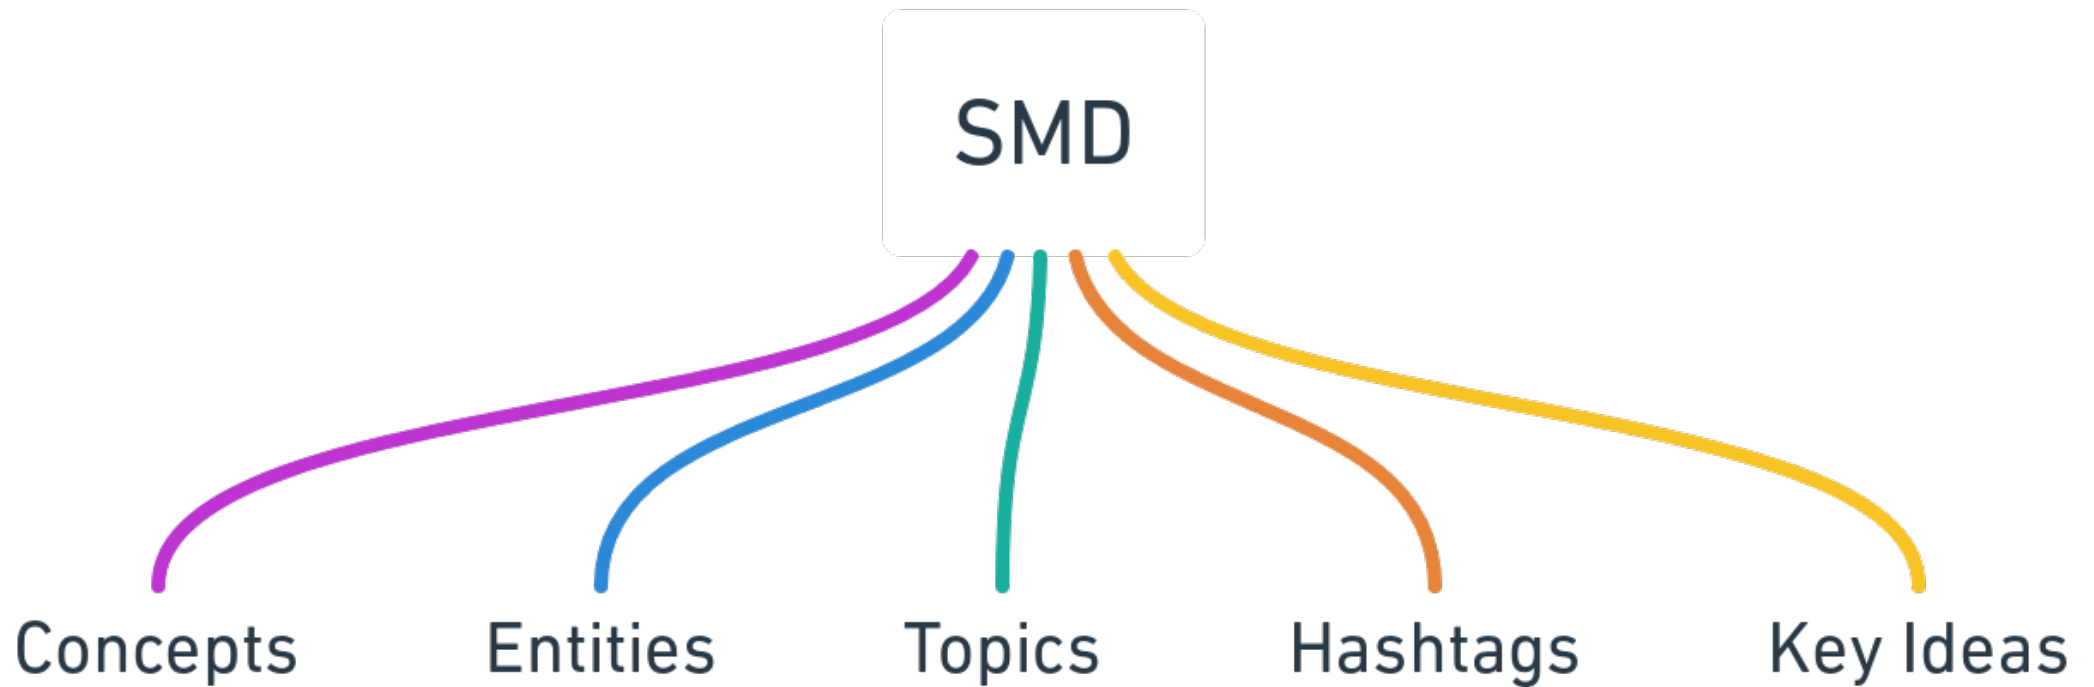 SMD
Concepts
Entities
Topics
Hashtags
Key Ideas